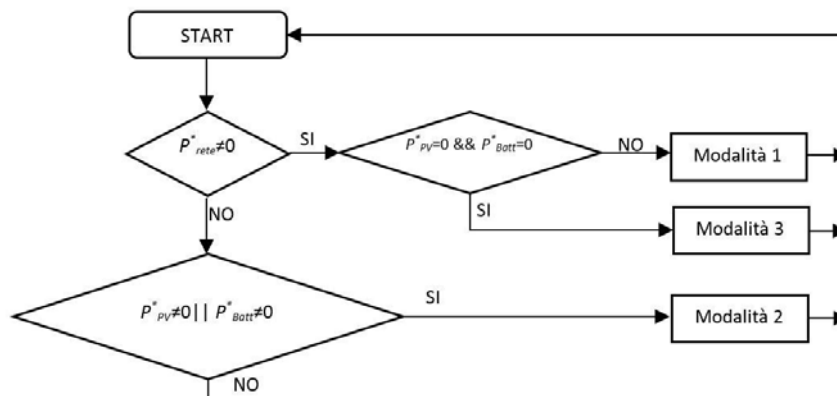 START
P*rete≠0
SI
P*PV=0 && P*Batt=0
NO
Modalità 1
SI
Modalità 3
NO
P*PV≠0|| P*Batt≠0
SI
Modalità 2
NO